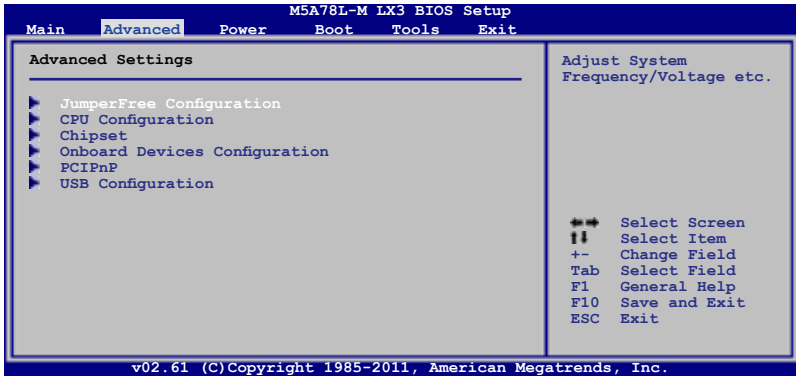 M5A78L-M LX3 BIOS Setup
Main Advanced Power Boot Tools Exit
Advanced Settings
JumperFree Configuration
CPU Configuration
Chipset
Onboard Devices Configuration
PCIPnP
USB Configuration
Adjust System
Frequency/Voltage etc.
Select Screen
Select Item
+- Change Field
Tab Select Field
F1 General Help
F10 Save and Exit
ESC Exit
v02.61 (C)Copyright 1985-2011, American Megatrends, Inc.